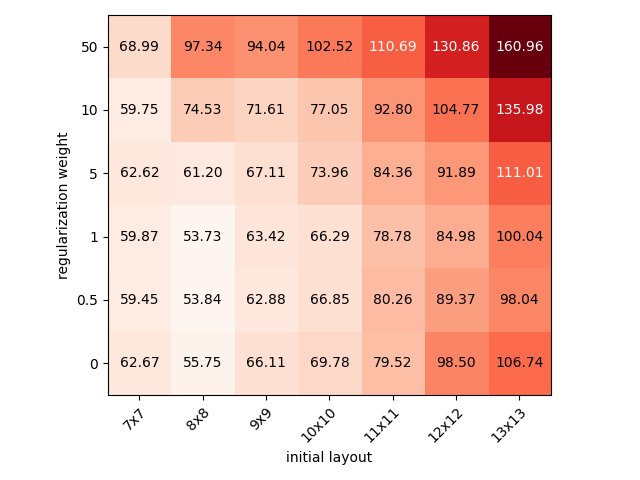 50 68.99 97.34 94.04 102.52 110.69 130.86 160.96
10 59.75 74.53 71.61 77.05 92.80 104.77 135.98
5 62.62 61.20 67.11 73.96 84.36 91.89 111.01
1 59.87 53.73 63.42 66.29 78.78 84.98 100.04
0.5 59.45 53.84 62.88 66.85 80.26 89.37 98.04
0 62.67 55.75 66.11 69.78 79.52 98.50 106.74
regularization weight
7x7 8x8 9x9 10x10 11x11 12x12 13x13
initial layout